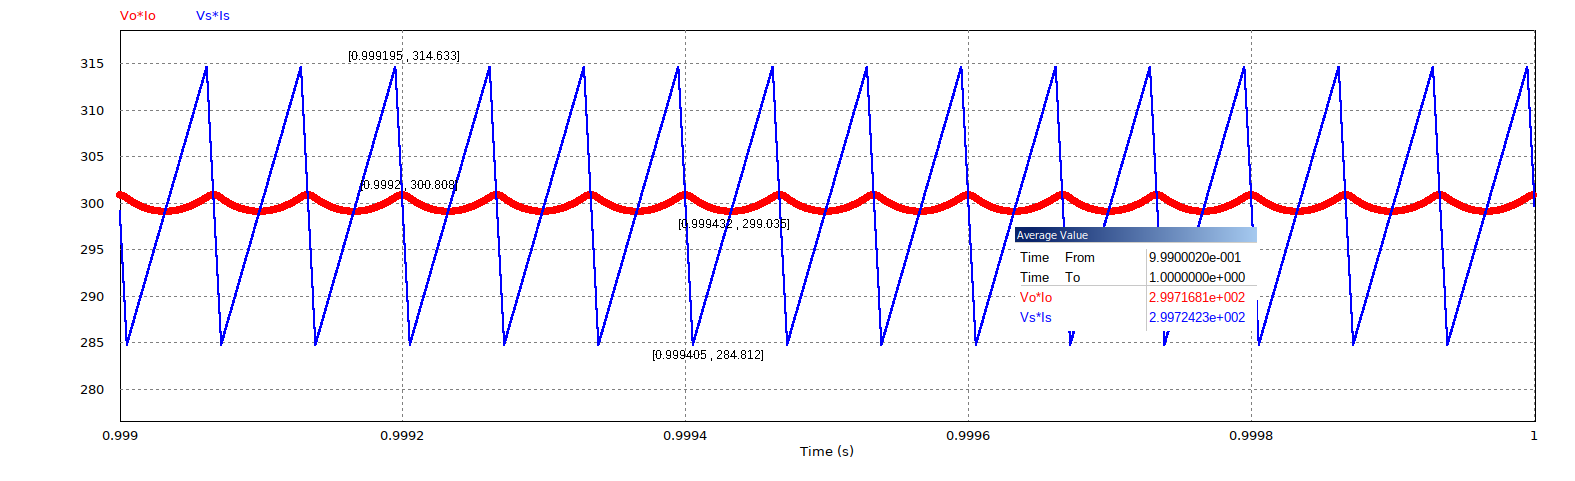 Vo*Io Vs*Is
315
310
305
300
295
290
285
280
[0.999195 , 314.633]
[0.9992 , 300.808]
[0.999432 , 299.035]
[0.999405 , 284.812]
Average Value
Time From 9.9900020e-001
Time To 1.0000000e+000
Vo*Io 2.9971681e+002
Vs*Is 2.9972423e+002
0.999 0.9992 0.9994 0.9996 0.9998 1
Time (s)